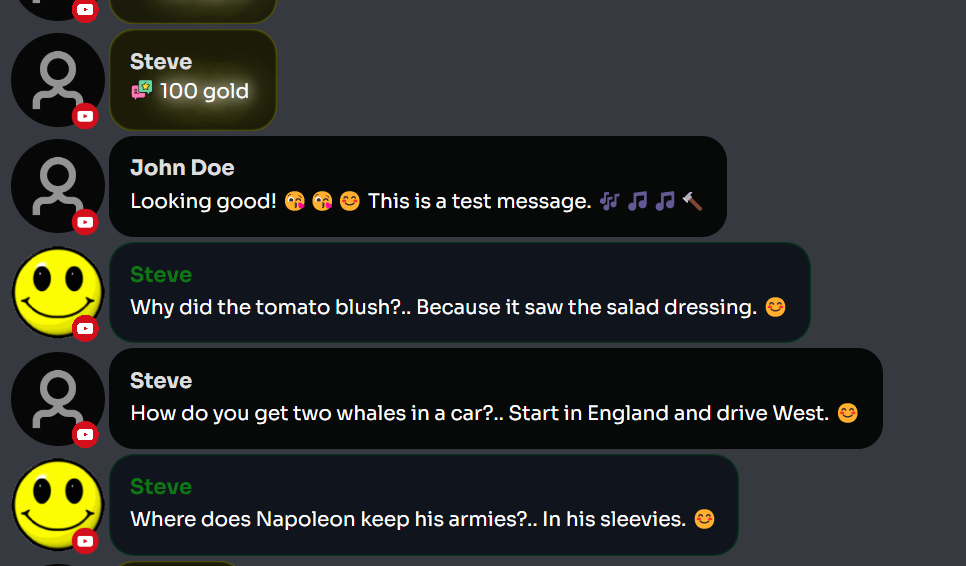 Steve
100 gold
John Doe
Looking good! 😘 😘 😊 This is a test message. 🎶 🎵 🎵 🔨
Steve
Why did the tomato blush?.. Because it saw the salad dressing. 😊
Steve
How do you get two whales in a car?.. Start in England and drive West. 😊
Steve
Where does Napoleon keep his armies?.. In his sleevies. 😊